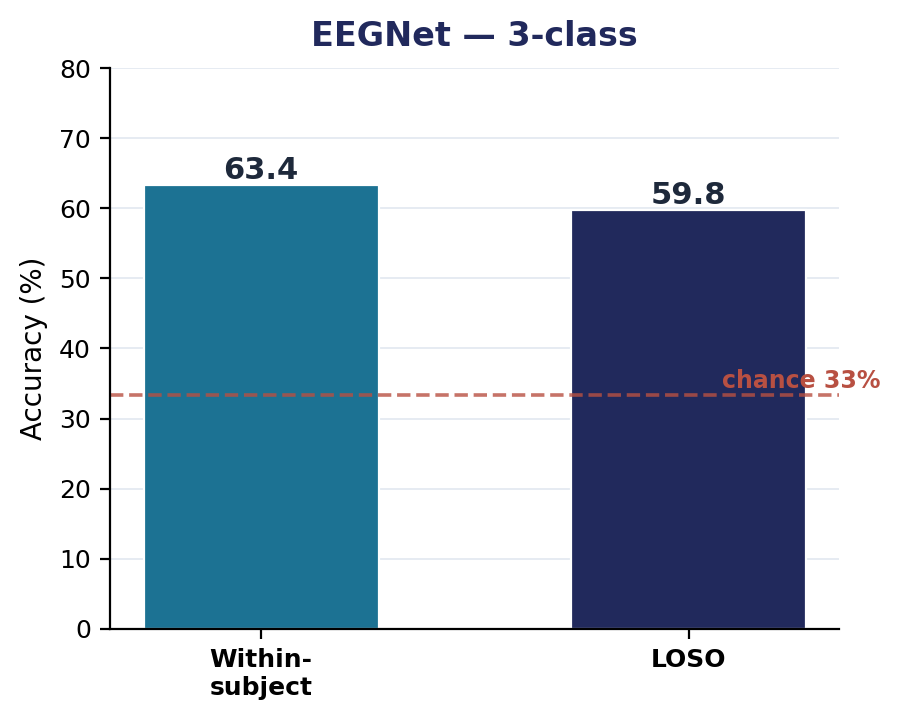 EEGNet — 3-class
Accuracy (%)
80
70
60
50
40
30
20
10
0
63.4
59.8
chance 33%
Within-
subject
LOSO